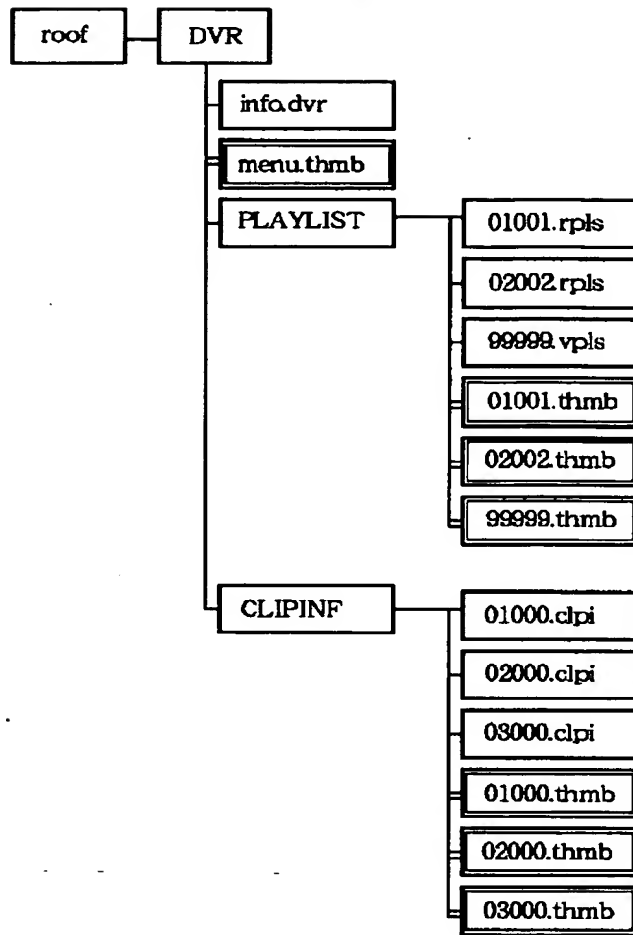 roof DVR
info.dvr
menu.thmb
PLAYLIST
01001.rpls
02002.rpls
99999.vpls
01001.thmb
02002.thmb
99999.thmb
CLIPINF
01000.clpi
02000.clpi
03000.clpi
01000.thmb
02000.thmb
03000.thmb